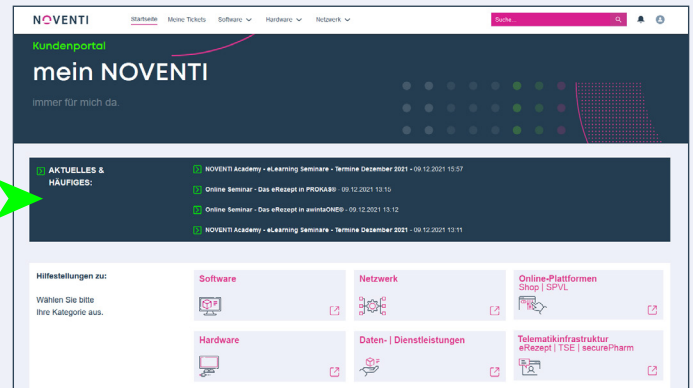 NOVENTI
Startseite Meine Tickets Software Hardware Netzwerk Suche...
Kundenportal
mein NOVENTI
immer für mich da.
AKTUELLES & HÄUFIGES:
NOVENTI Academy - eLearning Seminare - Termine Dezember 2021 - 09.12.2021 15:57
Online Seminar - Das eRezept in PROKAS® - 09.12.2021 13:15
Online Seminar - Das eRezept in awintaONE® - 09.12.2021 13:12
NOVENTI Academy - eLearning Seminare - Termine Dezember 2021 - 09.12.2021 13:11
Hilfestellungen zu:
Wählen Sie bitte
Ihre Kategorie aus.
Software
Netzwerk
Online-Plattformen
Shop | SPVL
Hardware
Daten- | Dienstleistungen
Telematikinfrastruktur
eRezept | TSE | securPharm